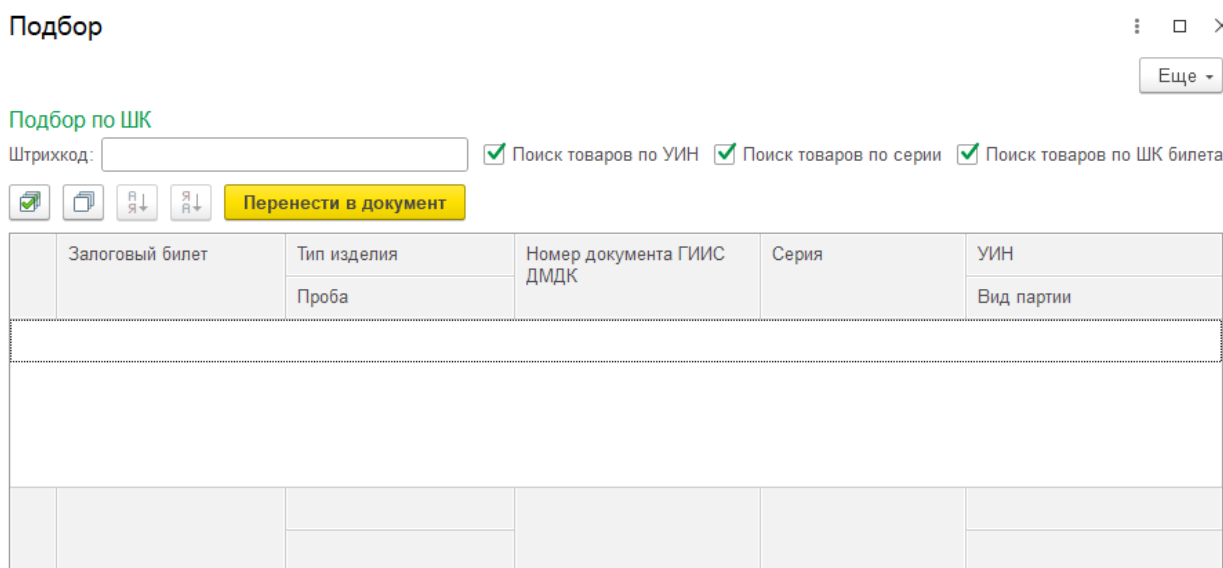 Подбор
Еще
Подбор по ШК
Штрихкод: Поиск товаров по УИН Поиск товаров по серии Поиск товаров по ШК билета
Перенести в документ
Залоговый билет Тип изделия Номер документа ГИИС ДМДК Серия УИН
Проба Вид партии